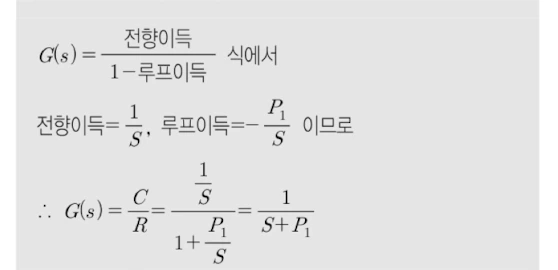 G(s) = 전향이득 / 1−루프이득 식에서
전향이득= 1/S, 루프이득=− P₁/S 이므로
∴ G(s) = C/R = (1/S) / (1+ P₁/S) = 1 / S+P₁